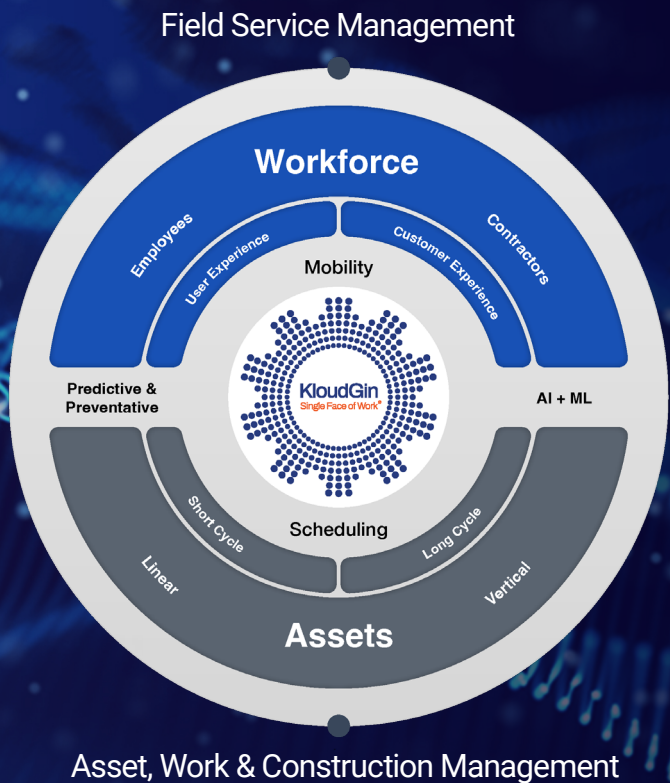 Field Service Management
Workforce
Employees
Contractors
User Experience
Customer Experience
Mobility
Predictive &
Preventative
KloudGin
Single Face of Work®
AI + ML
Scheduling
Short Cycle
Long Cycle
Linear
Vertical
Assets
Asset, Work & Construction Management